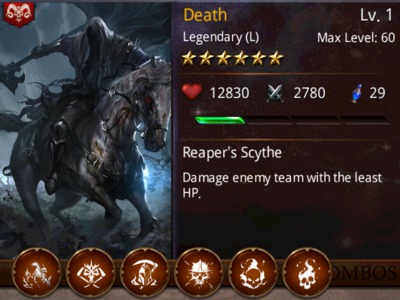 Death
Lv. 1
Legendary (L)
Max Level: 60
12830
2780
29
Reaper's Scythe
Damage enemy team with the least
HP.
OMBOS